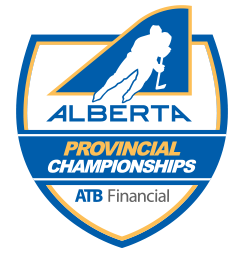 ALBERTA
PROVINCIAL
CHAMPIONSHIPS
ATB Financial